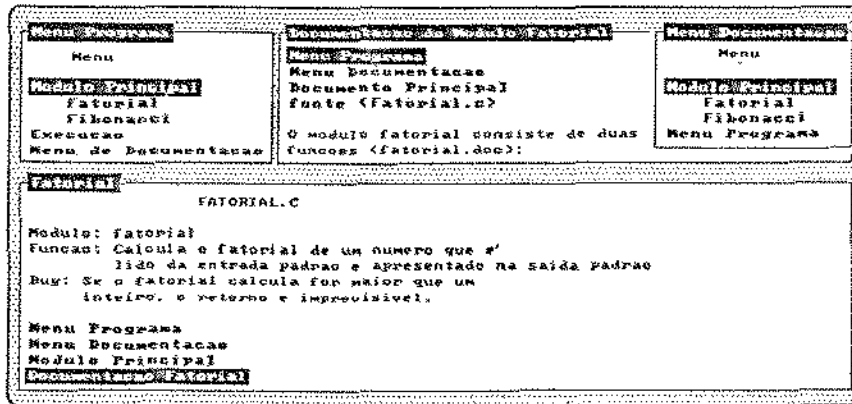 Menu Programa
Menu
Modulo Principal
Fatorial
Fibonacci
Execucao
Menu de Documentacao
Documentacao do Modulo Fatorial
Menu Programa
Menu Documentacao
Documento Principal
fonte <fatorial.c>
O modulo fatorial consiste de duas
funcoes <fatorial.doc>:
Menu Documentacao
Menu
Modulo Principal
Fatorial
Fibonacci
Menu Programa
Fatorial
FATORIAL.C
Modulo: fatorial
Funcao: Calcula o fatorial de um numero que e'
lido da entrada padrao e apresentado na saida padrao
Bug: Se o fatorial calcula for maior que um
inteiro, o retorno e imprevisivel.
Menu Programa
Menu Documentacao
Modulo Principal
Documentacao Fatorial